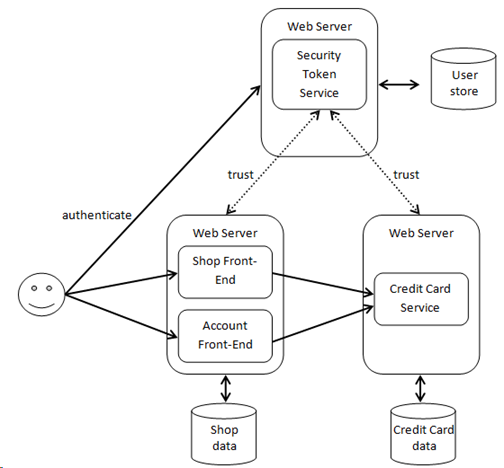 Web Server
Security
Token
Service
User
store
trust
trust
authenticate
Web Server
Shop Front-
End
Account
Front-End
Web Server
Credit Card
Service
Shop
data
Credit Card
data